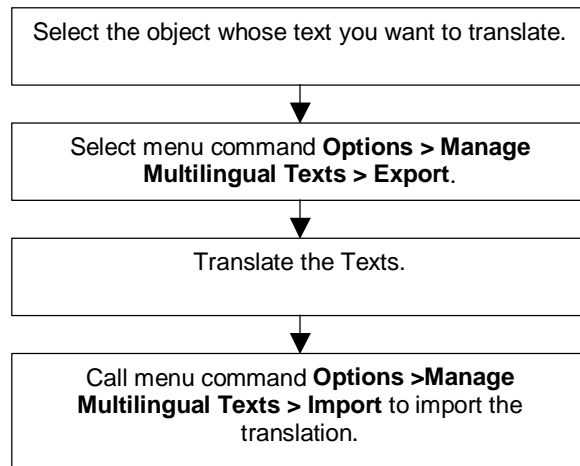 Select the object whose text you want to translate.
Select menu command Options > Manage
Multilingual Texts > Export.
Translate the Texts.
Call menu command Options >Manage
Multilingual Texts > Import to import the
translation.